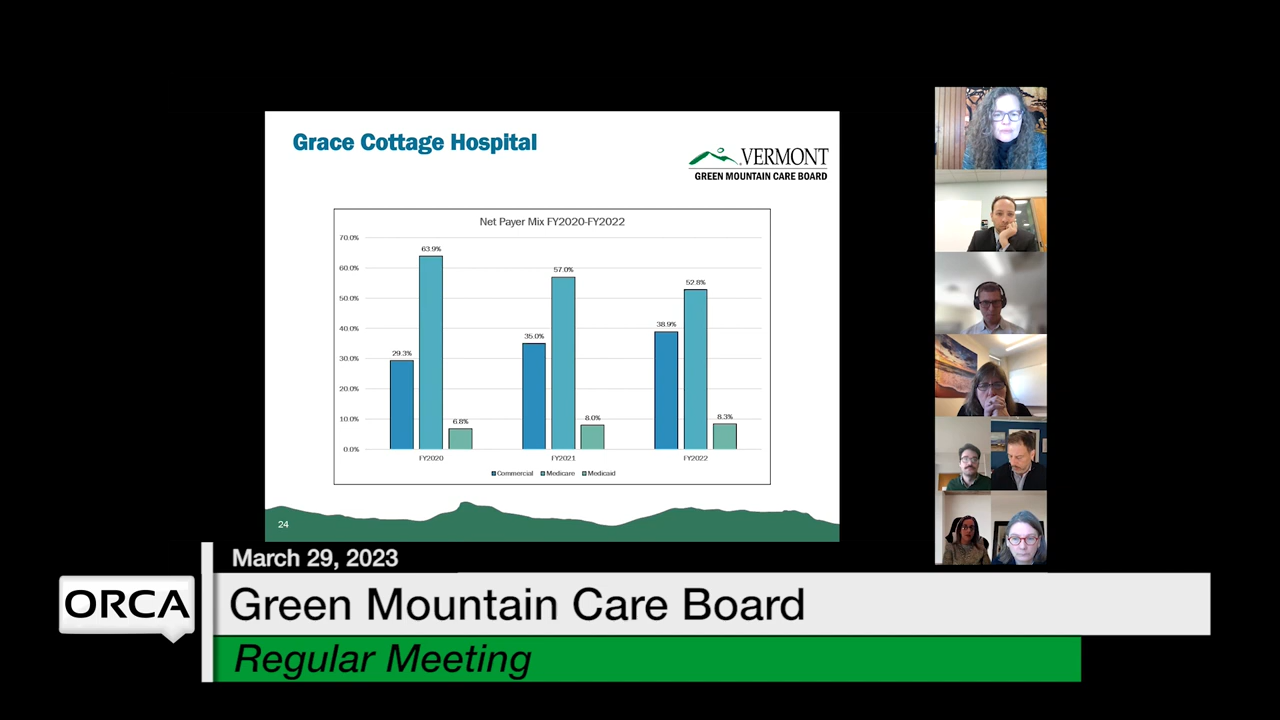 Grace Cottage Hospital
VERMONT
GREEN MOUNTAIN CARE BOARD
Net Payer Mix FY2020-FY2022
70.0%
60.0%
50.0%
40.0%
30.0%
20.0%
10.0%
0.0%
29.3%
63.9%
6.8%
35.0%
57.0%
8.0%
38.9%
52.8%
8.3%
FY2020
FY2021
FY2022
Commercial Medicare Medicaid
24
March 29, 2023
ORCA
Green Mountain Care Board
Regular Meeting